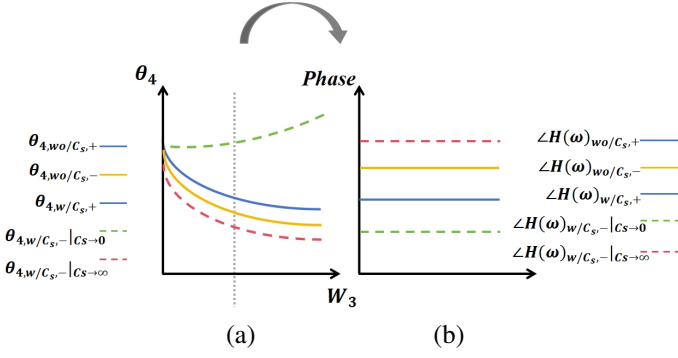 θ₄
Phase
θ₄,wo/Cₛ,+
θ₄,wo/Cₛ,−
θ₄,w/Cₛ,+
θ₄,w/Cₛ,−|Cs→0
θ₄,w/Cₛ,−|Cs→∞
∠H(ω)wo/Cₛ,+
∠H(ω)wo/Cₛ,−
∠H(ω)w/Cₛ,+
∠H(ω)w/Cₛ,−|Cs→0
∠H(ω)w/Cₛ,−|Cs→∞
W₃
(a)
(b)